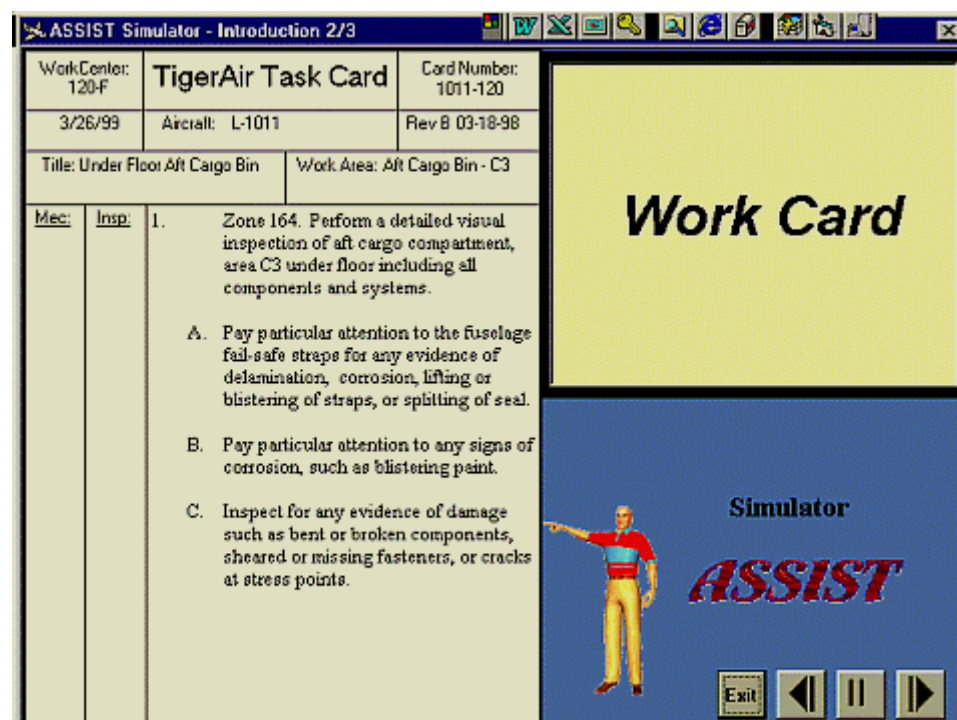 ASSIST Simulator - Introduction 2/3
WorkCenter:
120-F
TigerAir Task Card
Card Number:
1011-120
3/26/99
Aircraft: L-1011
Rev B 03-18-98
Title: Under Floor Aft Cargo Bin
Work Area: Aft Cargo Bin - C3
Mec:
Insp:
1. Zone 164. Perform a detailed visual
inspection of aft cargo compartment,
area C3 under floor including all
components and systems.
A. Pay particular attention to the fuselage
fail-safe straps for any evidence of
delamination, corrosion, lifting or
blistering of straps, or splitting of seal.
B. Pay particular attention to any signs of
corrosion, such as blistering paint.
C. Inspect for any evidence of damage
such as bent or broken components,
sheared or missing fasteners, or cracks
at stress points.
Work Card
Simulator
ASSIST
Exit